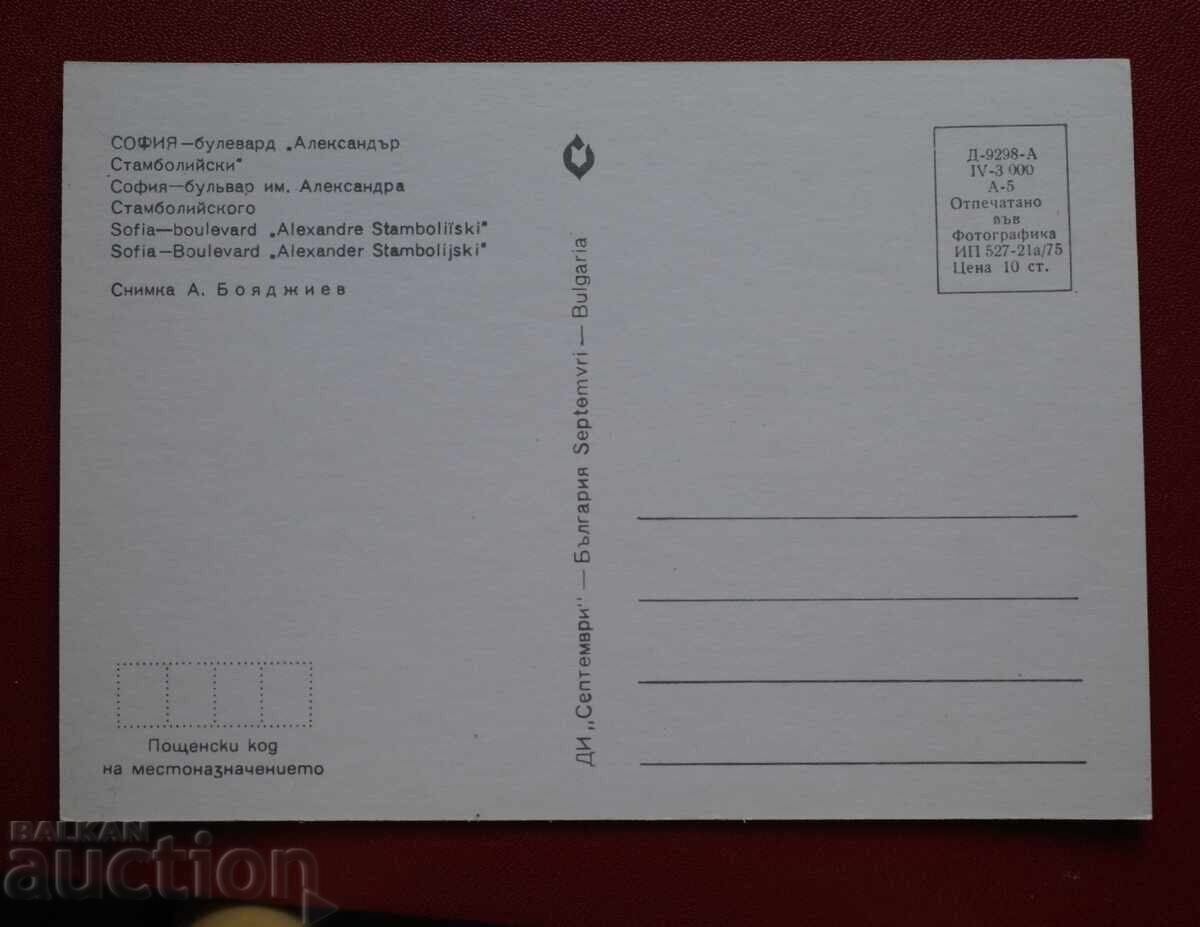 СОФИЯ—булевард „Александър
Стамболийски"
София—бульвар им. Александра
Стамболийского
Sofia—boulevard „Alexandre Stamboliïski"
Sofia—Boulevard „Alexander Stambolijski"
Снимка А. Бояджиев
Пощенски код
на местоназначението
ДИ „Септември" — България Septemvri — Bulgaria
Д-9298-А
IV-3 000
А-5
Отпечатано
във
Фотографика
ИП 527-21а/75
Цена 10 ст.
BALKAN
auction